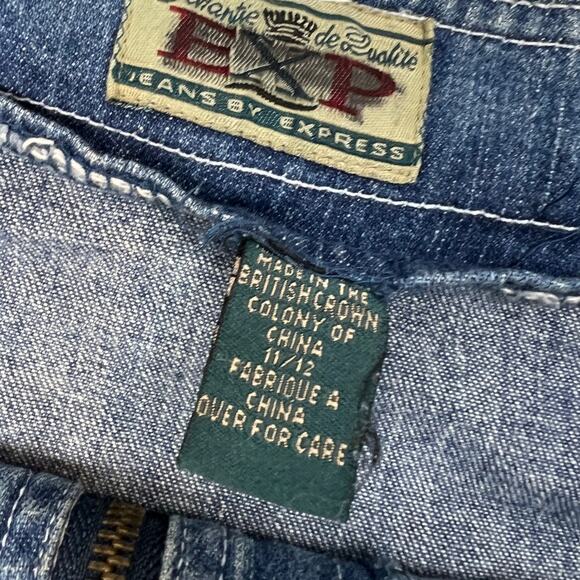 Garantie de Qualité
EXP
JEANS BY EXPRESS
MADE IN THE
BRITISH CROWN
COLONY OF
CHINA
11/12
FABRIQUE A
CHINA
OVER FOR CARE